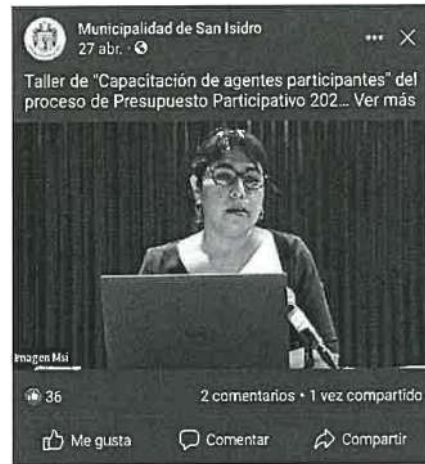 Municipalidad de San Isidro
27 abr.
Taller de "Capacitación de agentes participantes" del
proceso de Presupuesto Participativo 202... Ver más
Imagen Msi
36
2 comentarios • 1 vez compartido
Me gusta
Comentar
Compartir